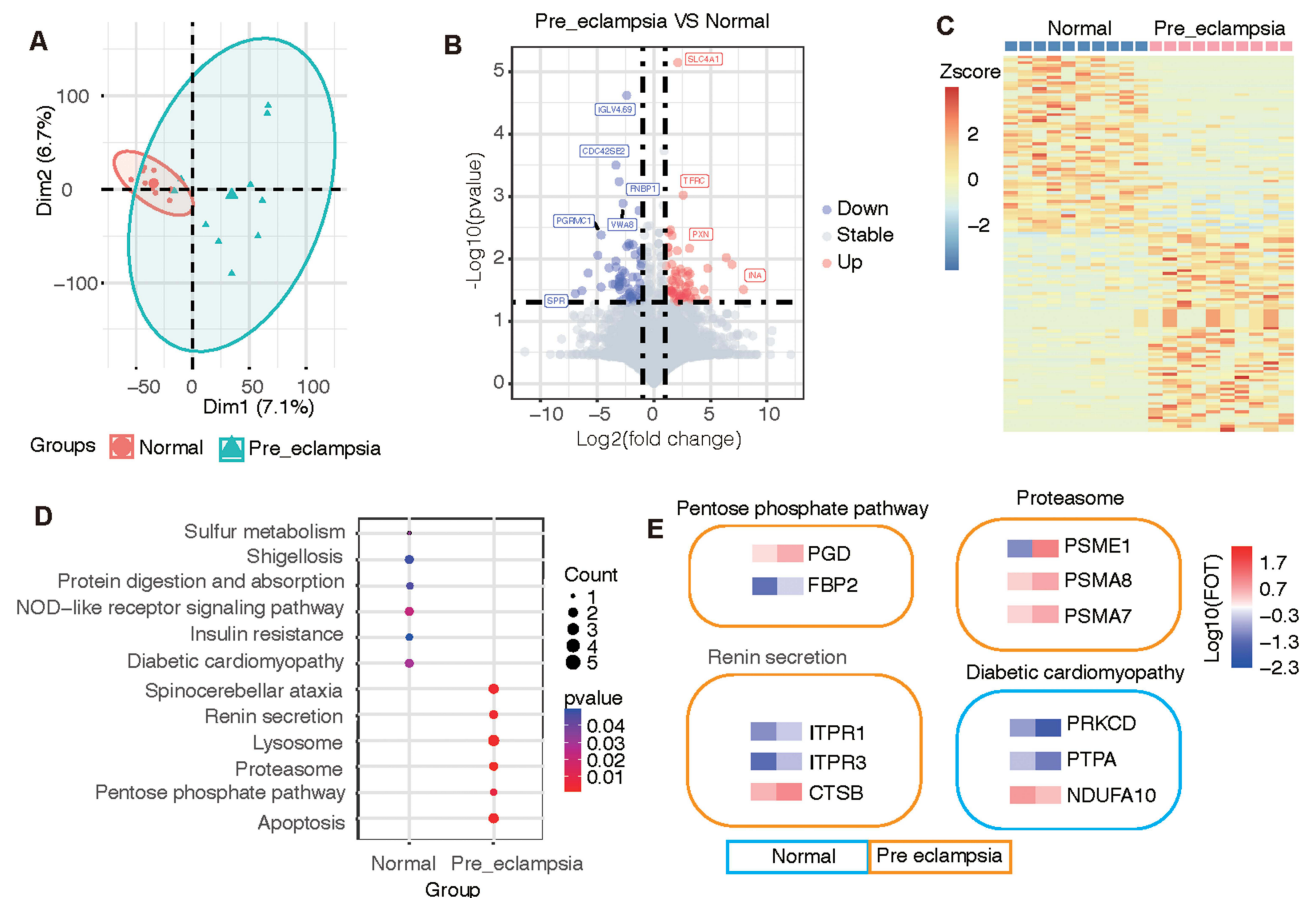 A
Dim2 (6.7%)
100
0
−100
−50
0
50
100
Dim1 (7.1%)
Groups
Normal
Pre_eclampsia
B
Pre_eclampsia VS Normal
-Log10(pvalue)
5
4
3
2
1
0
SLC4A1
IGLV4.69
CDC42SE2
TFRC
FNBP1
PGRMC1
VWA8
PXN
INA
SPR
−10
−5
0
5
10
Log2(fold change)
Down
Stable
Up
C
Normal
Pre_eclampsia
Zscore
2
0
−2
D
Sulfur metabolism
Shigellosis
Protein digestion and absorption
NOD−like receptor signaling pathway
Insulin resistance
Diabetic cardiomyopathy
Spinocerebellar ataxia
Renin secretion
Lysosome
Proteasome
Pentose phosphate pathway
Apoptosis
Normal
Pre_eclampsia
Group
Count
1
2
3
4
5
pvalue
0.04
0.03
0.02
0.01
E
Pentose phosphate pathway
PGD
FBP2
Proteasome
PSME1
PSMA8
PSMA7
Renin secretion
ITPR1
ITPR3
CTSB
Diabetic cardiomyopathy
PRKCD
PTPA
NDUFA10
Log10(FOT)
1.7
0.7
−0.3
−1.3
−2.3
Normal
Pre eclampsia